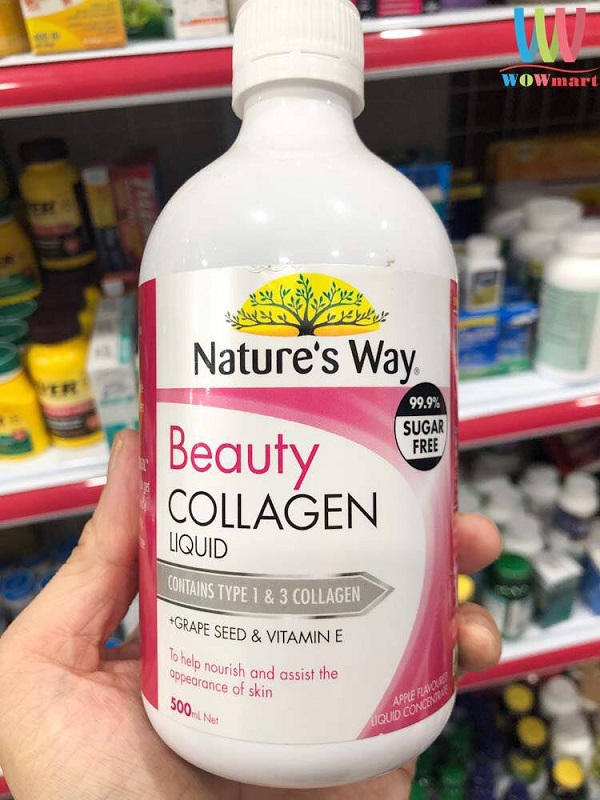 WOWmart
Nature's Way
99.9%
SUGAR
FREE
Beauty
COLLAGEN
LIQUID
CONTAINS TYPE 1 & 3 COLLAGEN
+GRAPE SEED & VITAMIN E
To help nourish and assist the
appearance of skin
500mL Net
APPLE FLAVOURED
LIQUID CONCENTRATE